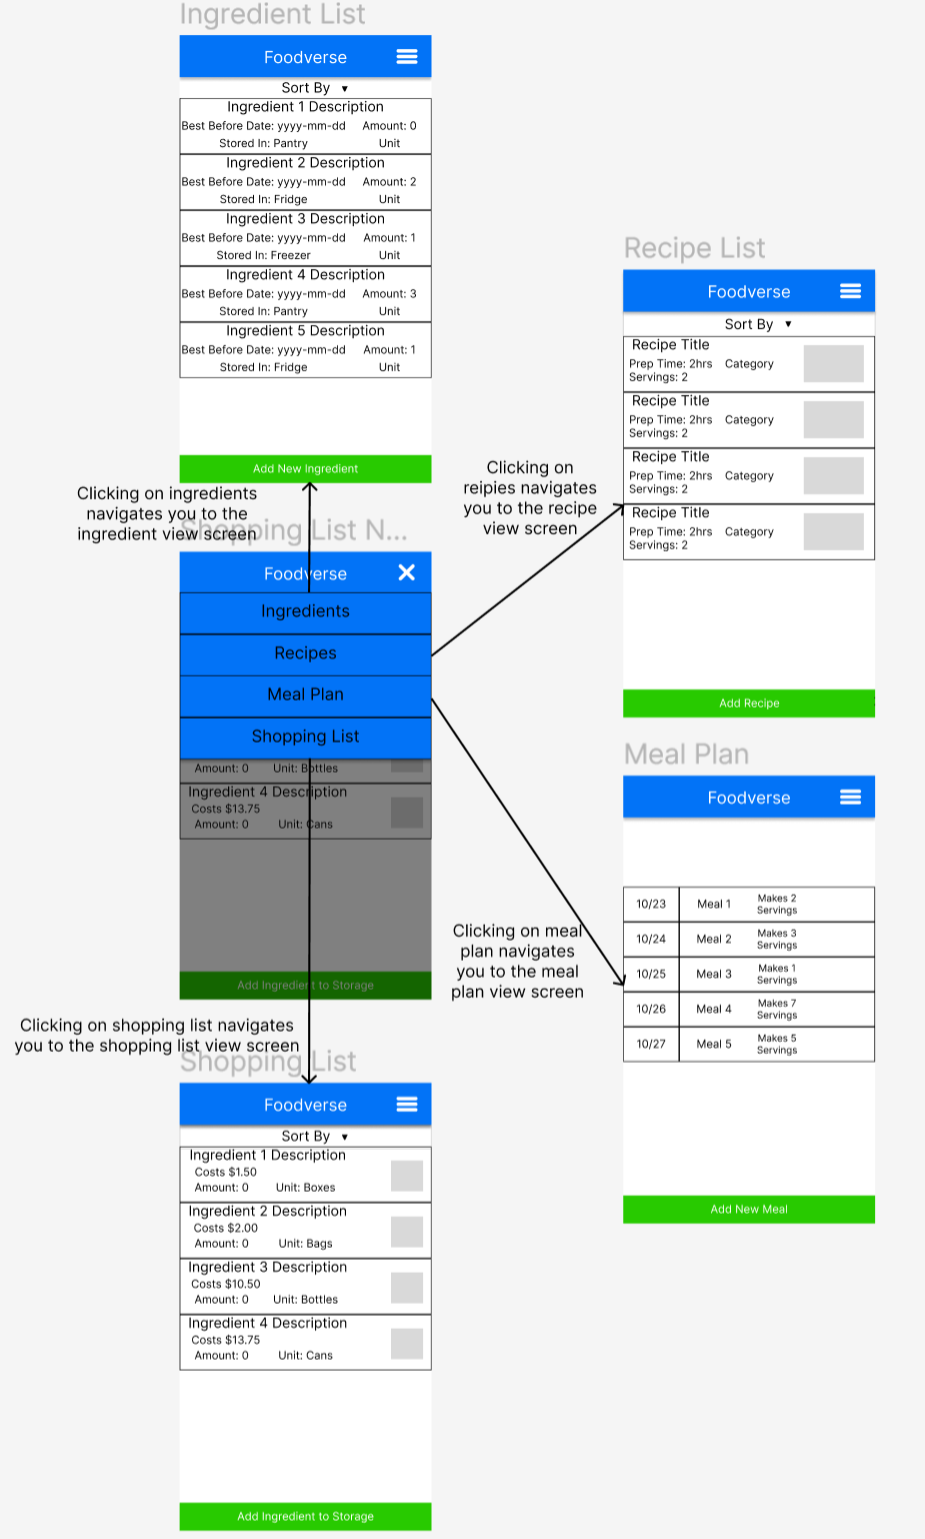 Ingredient List
Foodverse
Sort By ▼
Ingredient 1 Description
Best Before Date: yyyy-mm-dd Amount: 0
Stored In: Pantry Unit
Ingredient 2 Description
Best Before Date: yyyy-mm-dd Amount: 2
Stored In: Fridge Unit
Ingredient 3 Description
Best Before Date: yyyy-mm-dd Amount: 1
Stored In: Freezer Unit
Ingredient 4 Description
Best Before Date: yyyy-mm-dd Amount: 3
Stored In: Pantry Unit
Ingredient 5 Description
Best Before Date: yyyy-mm-dd Amount: 1
Stored In: Fridge Unit
Add New Ingredient
Clicking on ingredients
navigates you to the
ingredient view screen
Shopping List N...
Foodverse
Ingredients
Recipes
Meal Plan
Shopping List
Amount: 0 Unit: Bottles
Ingredient 4 Description
Costs $13.75
Amount: 0 Unit: Cans
Add Ingredient to Storage
Clicking on shopping list navigates
you to the shopping list view screen
Shopping List
Foodverse
Sort By ▼
Ingredient 1 Description
Costs $1.50
Amount: 0 Unit: Boxes
Ingredient 2 Description
Costs $2.00
Amount: 0 Unit: Bags
Ingredient 3 Description
Costs $10.50
Amount: 0 Unit: Bottles
Ingredient 4 Description
Costs $13.75
Amount: 0 Unit: Cans
Add Ingredient to Storage
Clicking on
reipies navigates
you to the recipe
view screen
Recipe List
Foodverse
Sort By ▼
Recipe Title
Prep Time: 2hrs Category
Servings: 2
Recipe Title
Prep Time: 2hrs Category
Servings: 2
Recipe Title
Prep Time: 2hrs Category
Servings: 2
Recipe Title
Prep Time: 2hrs Category
Servings: 2
Add Recipe
Clicking on meal
plan navigates
you to the meal
plan view screen
Meal Plan
Foodverse
10/23 Meal 1 Makes 2
Servings
10/24 Meal 2 Makes 3
Servings
10/25 Meal 3 Makes 1
Servings
10/26 Meal 4 Makes 7
Servings
10/27 Meal 5 Makes 5
Servings
Add New Meal